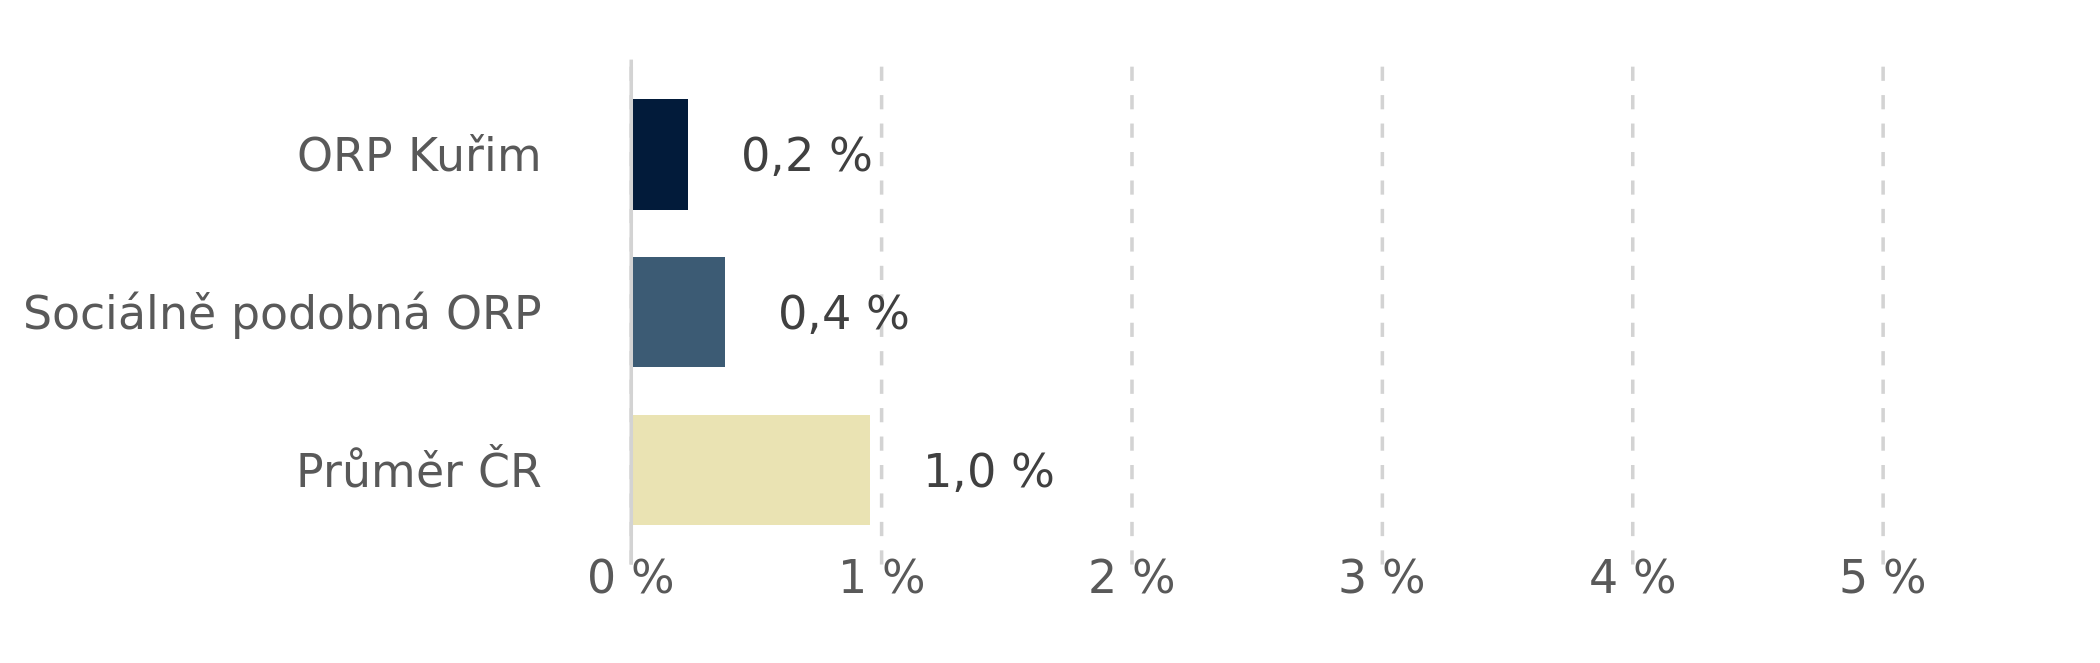 ORP Kuřim 0,2 %
Sociálně podobná ORP 0,4 %
Průměr ČR 1,0 %
0 % 1 % 2 % 3 % 4 % 5 %